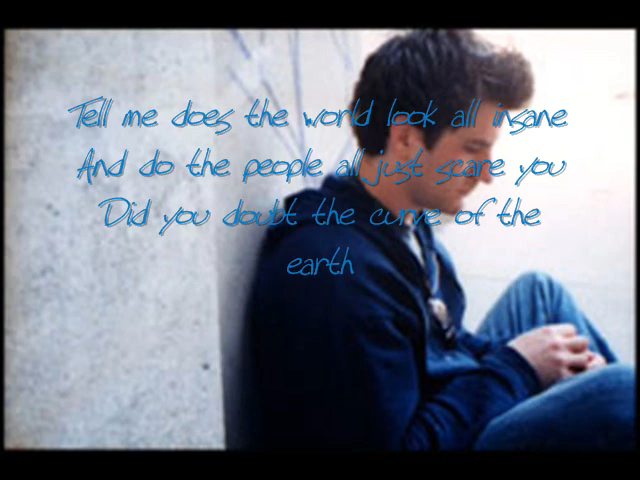 Tell me does the world look all insane
And do the people all just scare you
Did you doubt the curve of the
earth